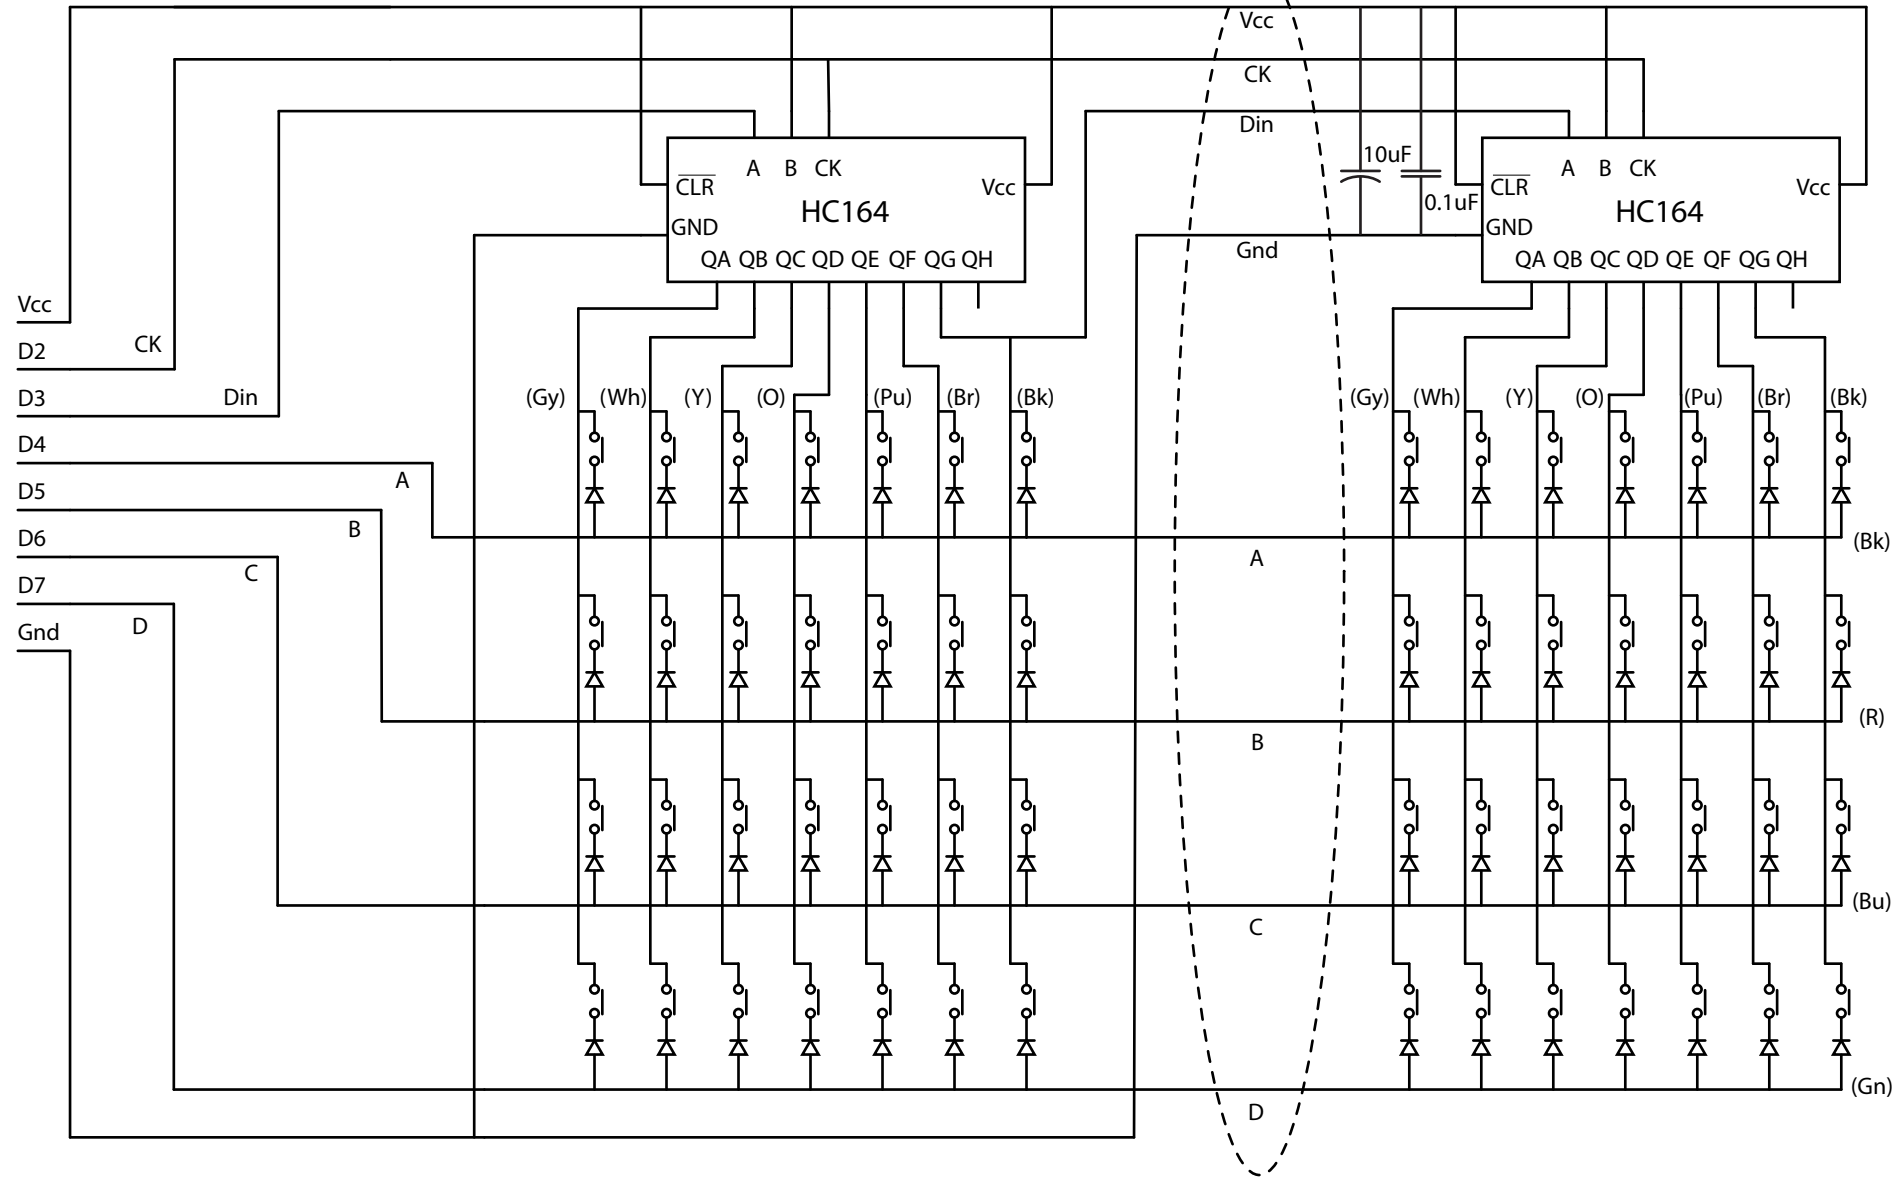 Vcc
CK
Din
A B CK
CLR
Vcc
HC164
GND
QA QB QC QD QE QF QG QH
10uF
0.1uF
Gnd
A B CK
CLR
Vcc
HC164
GND
QA QB QC QD QE QF QG QH
Vcc
D2
CK
D3
Din
D4
A
D5
B
D6
C
D7
D
Gnd
(Gy) (Wh) (Y) (O) (Pu) (Br) (Bk)
(Gy) (Wh) (Y) (O) (Pu) (Br) (Bk)
A
(Bk)
B
(R)
C
(Bu)
D
(Gn)